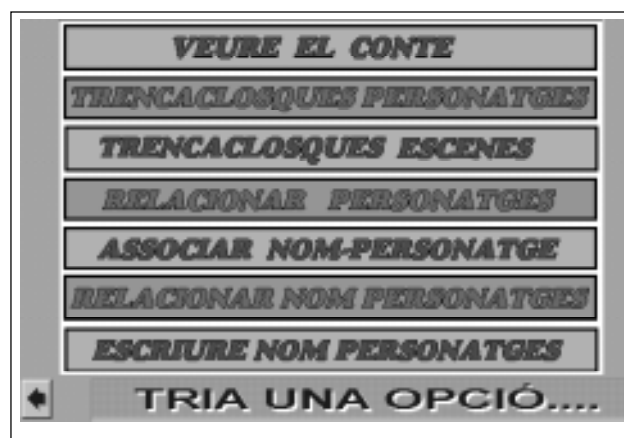 VEURE EL CONTE
TRENCACLOSQUES PERSONATGES
TRENCACLOSQUES ESCENES
RELACIONAR PERSONATGES
ASSOCIAR NOM-PERSONATGE
RELACIONAR NOM PERSONATGES
ESCRIURE NOM PERSONATGES
TRIA UNA OPCIÓ....